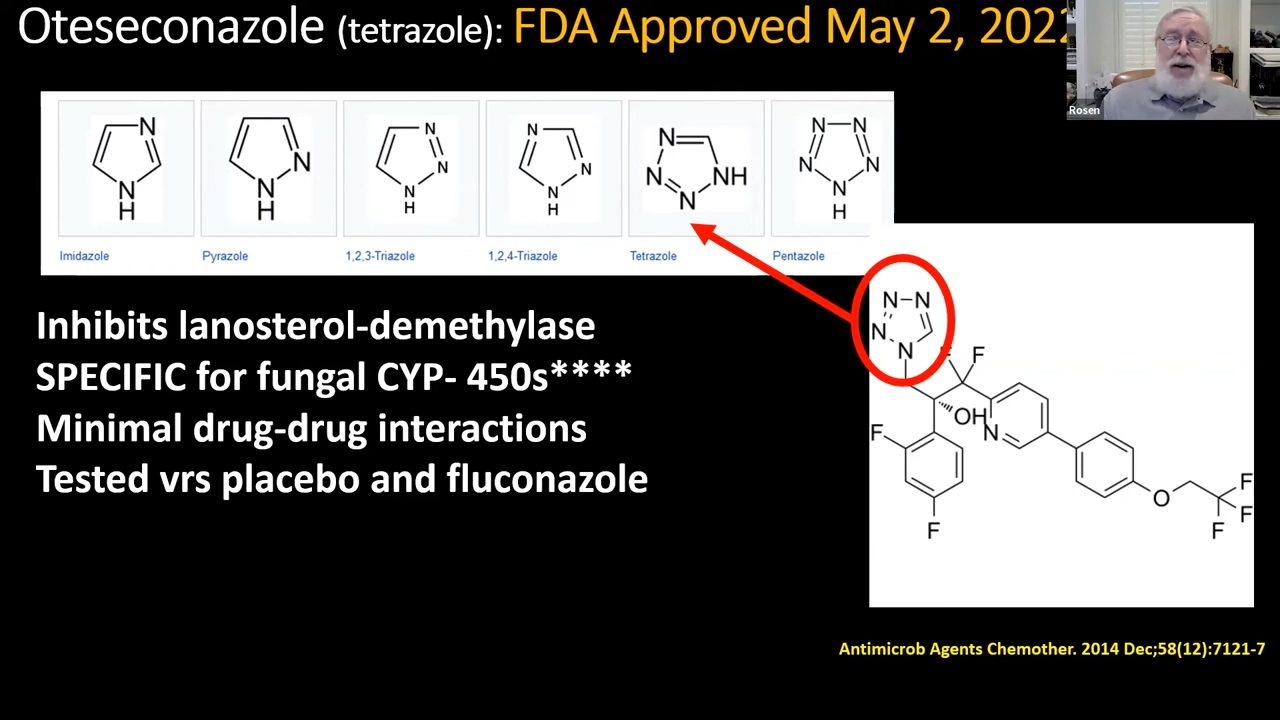 Oteseconazole (tetrazole): FDA Approved May 2, 2022
Rosen
N
N
H
N
N
H
N
N
N
H
N
N
N
H
N
N
N
NH
N
N
N
N
N
H
Imidazole
Pyrazole
1,2,3-Triazole
1,2,4-Triazole
Tetrazole
Pentazole
Inhibits lanosterol-demethylase
SPECIFIC for fungal CYP- 450s****
Minimal drug-drug interactions
Tested vrs placebo and fluconazole
N N
N
N
F F
OH
N
F
F
O
F
F
F
Antimicrob Agents Chemother. 2014 Dec;58(12):7121-7